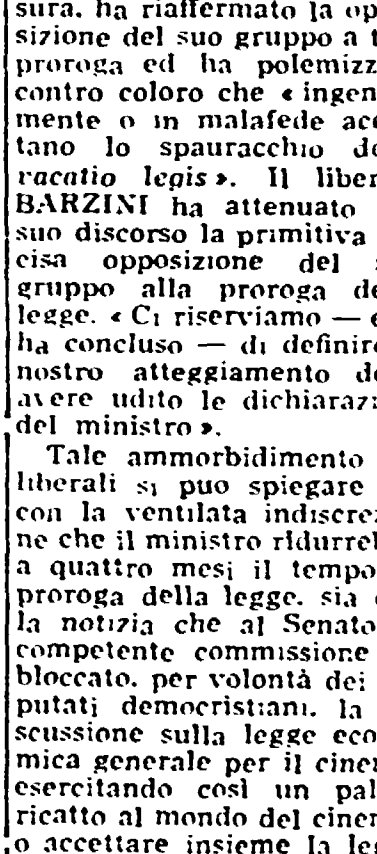 sura. ha riaffermato la op
sizione del suo gruppo a t
proroga ed ha polemizz
contro coloro che « ingen
mente o in malafede acc
tano lo spauracchio de
vacatio legis ». Il liber
BARZINI ha attenuato
suo discorso la primitiva
cisa opposizione del
gruppo alla proroga de
legge. « Ci riserviamo — e
ha concluso — di definire
nostro atteggiamento de
avere udito le dichiaraz
del ministro ».
Tale ammorbidimento
liberali si puo spiegare
con la ventilata indiscrez
ne che il ministro ridurreb
a quattro mesi il tempo
proroga della legge. sia
la notizia che al Senato
competente commissione
bloccato. per volontà dei
putati democristiani. la
scussione sulla legge eco
mica generale per il ciner
esercitando così un pal
ricatto al mondo del ciner
o accettare insieme la leg